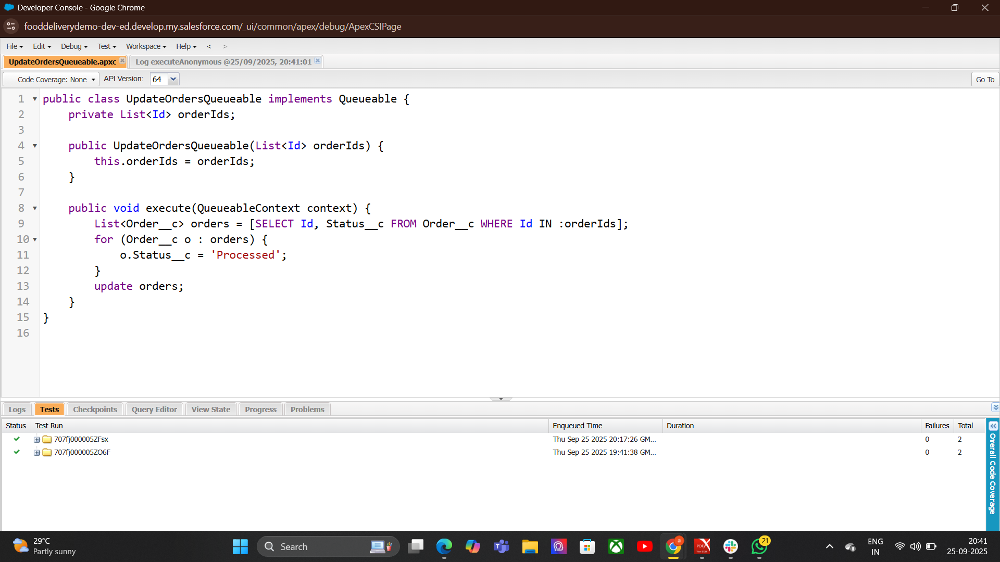 Developer Console - Google Chrome
fooddeliverydemo-dev-ed.develop.my.salesforce.com/_ui/common/apex/debug/ApexCSIPage
File Edit Debug Test Workspace Help < >
UpdateOrdersQueueable.apxc Log executeAnonymous @25/09/2025, 20:41:01
Code Coverage: None API Version: 64 Go To
1 public class UpdateOrdersQueueable implements Queueable {
2 private List<Id> orderIds;
3
4 public UpdateOrdersQueueable(List<Id> orderIds) {
5 this.orderIds = orderIds;
6 }
7
8 public void execute(QueueableContext context) {
9 List<Order__c> orders = [SELECT Id, Status__c FROM Order__c WHERE Id IN :orderIds];
10 for (Order__c o : orders) {
11 o.Status__c = 'Processed';
12 }
13 update orders;
14 }
15 }
16
Logs Tests Checkpoints Query Editor View State Progress Problems
Status Test Run Enqueued Time Duration Failures Total
707fj000005ZFsx Thu Sep 25 2025 20:17:26 GM... 0 2
707fj000005ZO6F Thu Sep 25 2025 19:41:38 GM... 0 2
Overall Code Coverage
29°C
Partly sunny
Search
PDFX
a
21
ENG
IN
20:41
25-09-2025